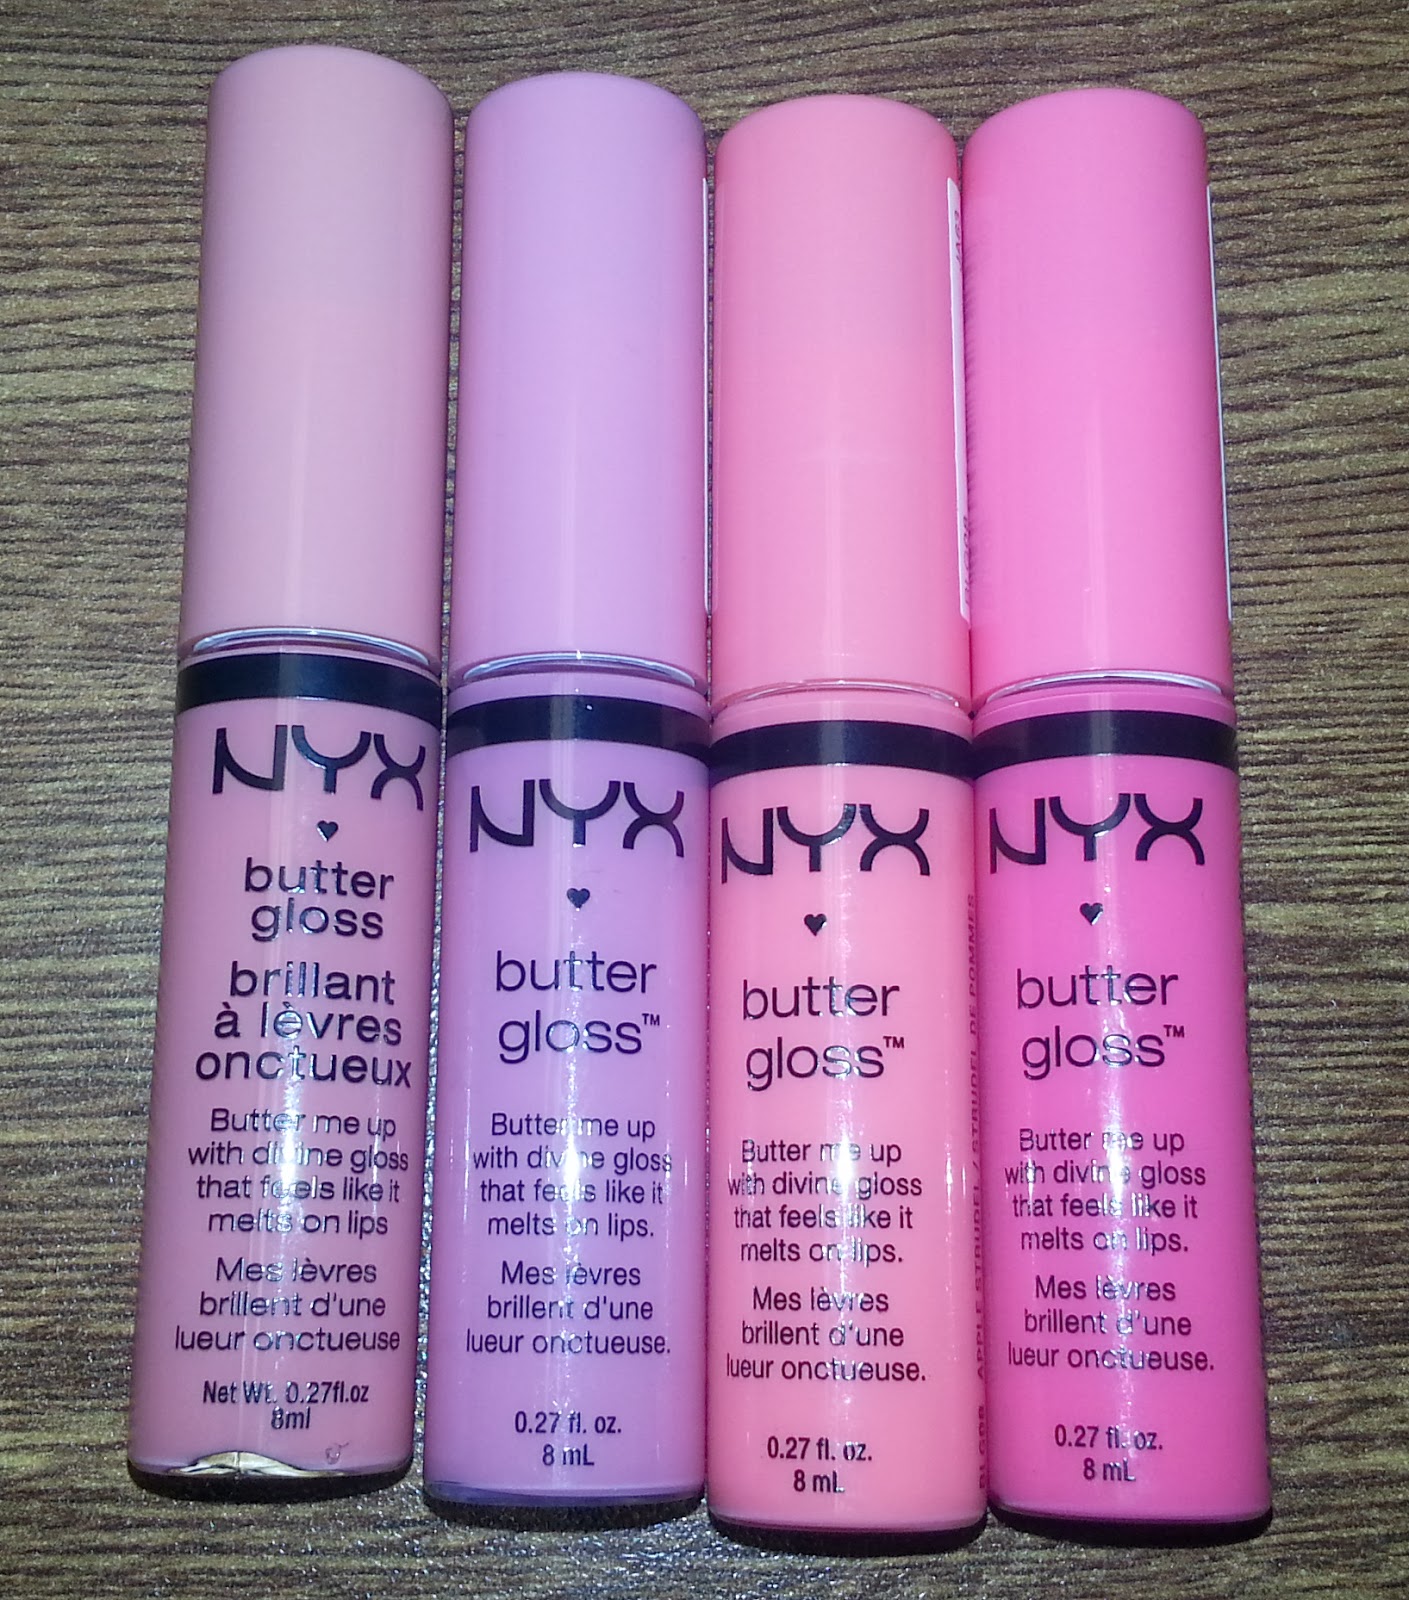 NYX
butter
gloss
brillant
à lèvres
onctueux
Butter me up
with divine gloss
that feels like it
melts on lips
Mes lèvres
brillent d'une
lueur onctueuse
Net Wt. 0.27fl.oz
8ml
NYX
butter
gloss™
Butter me up
with divine gloss
that feels like it
melts on lips.
Mes lèvres
brillent d'une
lueur onctueuse.
0.27 fl. oz.
8 mL
NYX
butter
gloss™
Butter me up
with divine gloss
that feels like it
melts on lips.
Mes lèvres
brillent d'une
lueur onctueuse.
0.27 fl. oz.
8 mL
BLG08 APPLE STRUDEL / STRUDEL DE POMMES
NYX
butter
gloss™
Butter me up
with divine gloss
that feels like it
melts on lips.
Mes lèvres
brillent d'une
lueur onctueuse.
0.27 fl. oz.
8 mL